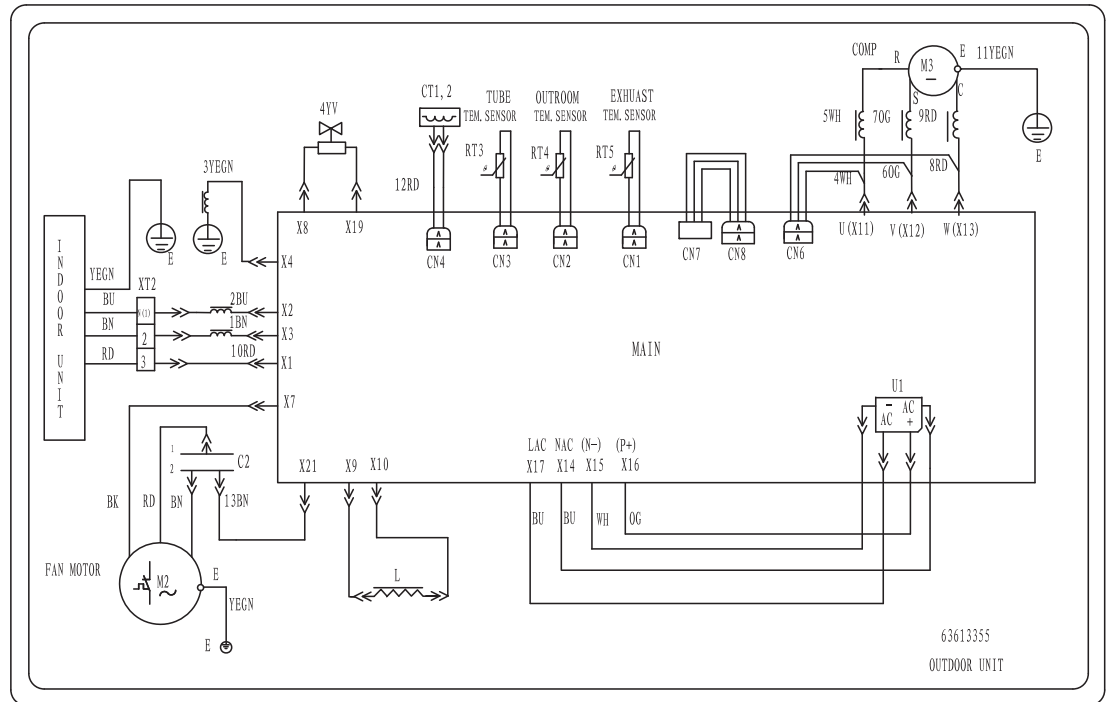 COMP R M3 E 11YEGN
S C
CT1, 2 TUBE OUTROOM EXHUAST
4YV TEM. SENSOR TEM. SENSOR TEM. SENSOR
5WH 7OG 9RD
RT3 RT4 RT5
E
3YEGN 12RD 4WH 6OG 8RD
X8 X19 U(X11) V(X12) W(X13)
CN4 CN3 CN2 CN1 CN7 CN8 CN6
E E
X4
INDOOR UNIT
YEGN XT2
BU N(1) 2BU X2
BN 2 1BN X3
RD 3 10RD X1
MAIN
X7
U1
- AC
AC +
1
2 C2
LAC NAC (N-) (P+)
X21 X9 X10 X17 X14 X15 X16
BK RD BN 13BN
BU BU WH OG
FAN MOTOR M2 E L
YEGN
E
63613355
OUTDOOR UNIT